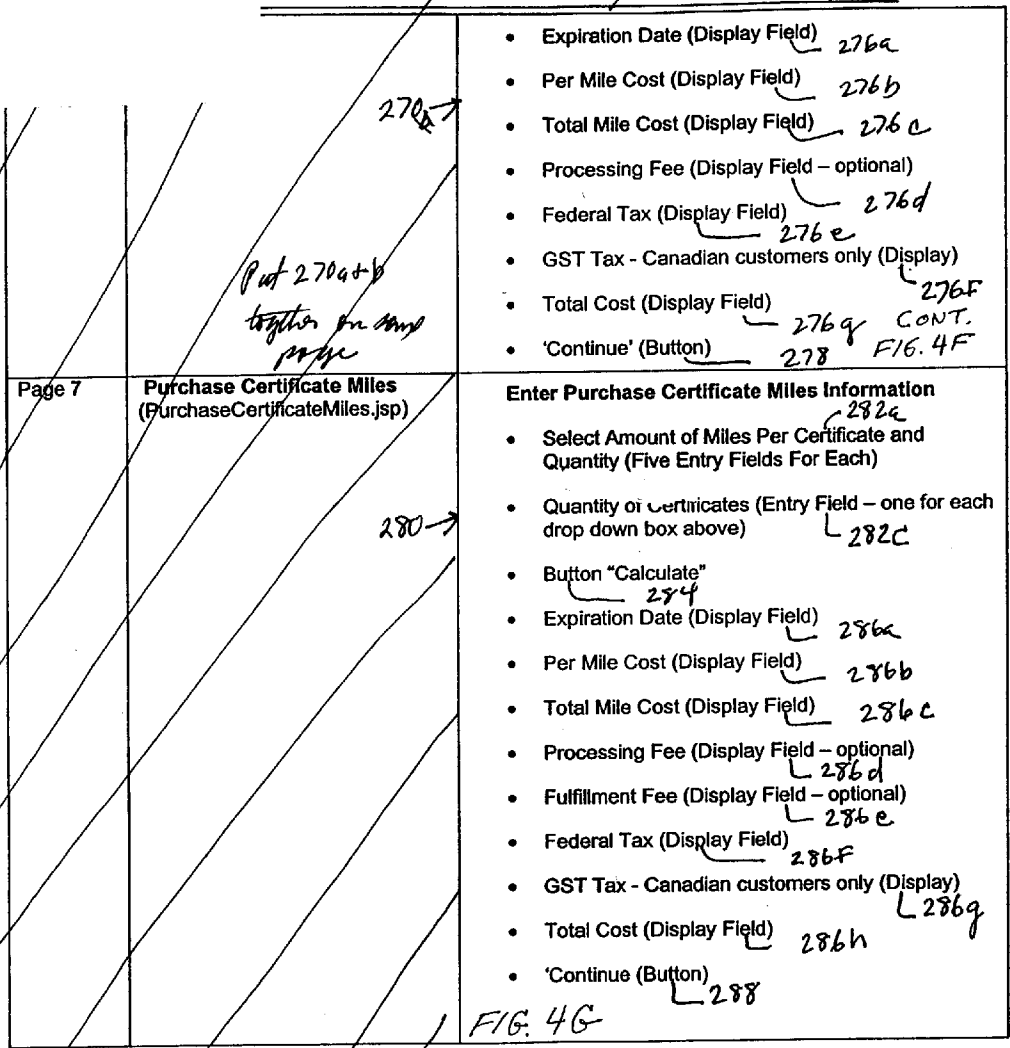 • Expiration Date (Display Field) 276a
• Per Mile Cost (Display Field) 276b
270a
• Total Mile Cost (Display Field) 276c
• Processing Fee (Display Field – optional)
276d
• Federal Tax (Display Field)
276e
• GST Tax - Canadian customers only (Display)
276F
Put 270a+b
together on same
page
• Total Cost (Display Field) 276g CONT.
• 'Continue' (Button) 278 FIG. 4F
Page 7 Purchase Certificate Miles
(PurchaseCertificateMiles.jsp)
Enter Purchase Certificate Miles Information
282a
• Select Amount of Miles Per Certificate and
Quantity (Five Entry Fields For Each)
280
• Quantity of Certificates (Entry Field – one for each
drop down box above) 282C
• Button "Calculate"
284
• Expiration Date (Display Field) 286a
• Per Mile Cost (Display Field) 286b
• Total Mile Cost (Display Field) 286c
• Processing Fee (Display Field – optional)
286d
• Fulfillment Fee (Display Field – optional)
286e
• Federal Tax (Display Field)
286F
• GST Tax - Canadian customers only (Display)
286g
• Total Cost (Display Field) 286h
• 'Continue (Button)
288
FIG. 4G